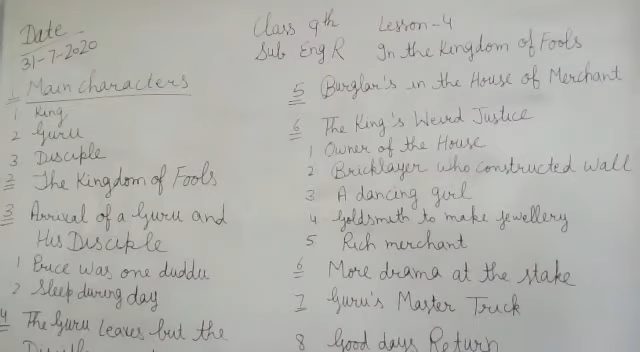 Date
31-7-2020
Class 9th Lesson-4
Sub Eng R In the Kingdom of Fools
1 Main characters
1 King
2 Guru
3 Disciple
2 The Kingdom of Fools
3 Arrival of a Guru and
His Disciple
1 Price was one duddu
2 Sleep during day
4 The Guru Leaves but the
5 Burglar's in the House of Merchant
6 The King's Weird Justice
1 Owner of the House
2 Bricklayer who constructed wall
3 A dancing girl
4 Goldsmith to make jewellery
5 Rich merchant
6 More drama at the stake
7 Guru's Master Truck
8 Good days Return